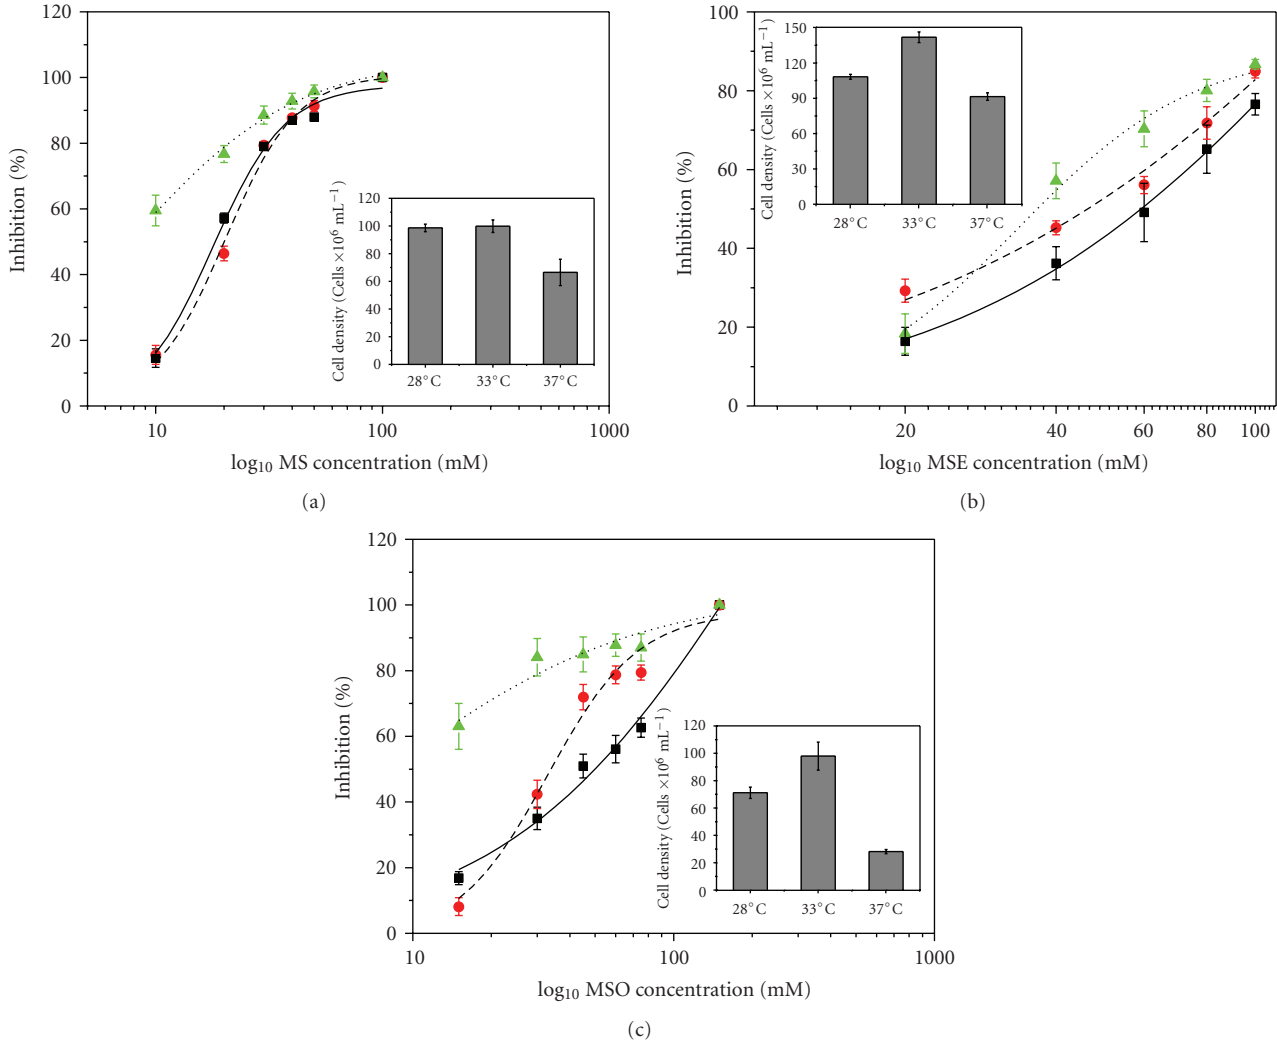 120
100
80
60
40
20
0
Inhibition (%)
10
100
1000
log10 MS concentration (mM)
(a)
120
100
80
60
40
20
0
Cell density (Cells ×10⁶ mL⁻¹)
28°C
33°C
37°C
100
80
60
40
20
0
Inhibition (%)
20
40
60
80
100
log10 MSE concentration (mM)
(b)
150
120
90
60
30
0
Cell density (Cells ×10⁶ mL⁻¹)
28°C
33°C
37°C
120
100
80
60
40
20
0
Inhibition (%)
10
100
1000
log10 MSO concentration (mM)
(c)
120
100
80
60
40
20
0
Cell density (Cells ×10⁶ mL⁻¹)
28°C
33°C
37°C